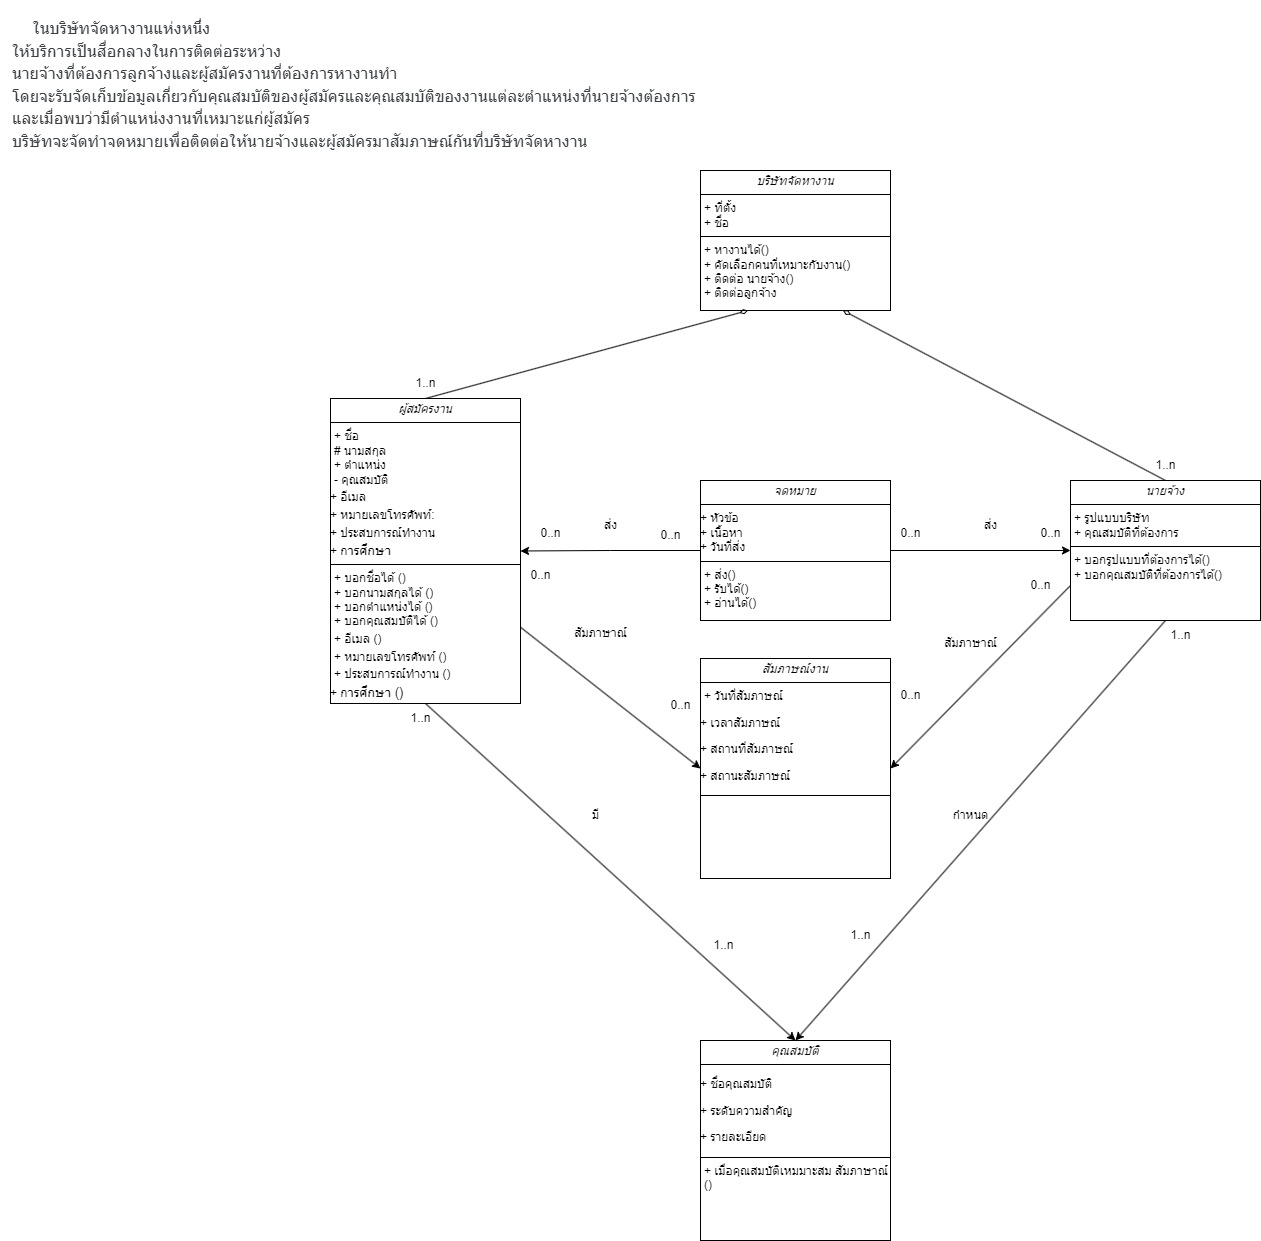 ในบริษัทจัดหางานแห่งหนึ่ง
ให้บริการเป็นสื่อกลางในการติดต่อระหว่าง
นายจ้างที่ต้องการลูกจ้างและผู้สมัครงานที่ต้องการหางานทำ
โดยจะรับจัดเก็บข้อมูลเกี่ยวกับคุณสมบัติของผู้สมัครและคุณสมบัติของงานแต่ละตำแหน่งที่นายจ้างต้องการ
และเมื่อพบว่ามีตำแหน่งงานที่เหมาะแก่ผู้สมัคร
บริษัทจะจัดทำจดหมายเพื่อติดต่อให้นายจ้างและผู้สมัครมาสัมภาษณ์กันที่บริษัทจัดหางาน
บริษัทจัดหางาน
+ ที่ตั้ง
+ ชื่อ
+ หางานได้()
+ คัดเลือกคนที่เหมาะกับงาน()
+ ติดต่อ นายจ้าง()
+ ติดต่อลูกจ้าง
1..n
1..n
ผู้สมัครงาน
+ ชื่อ
# นามสกุล
+ ตำแหน่ง
- คุณสมบัติ
+ อีเมล
+ หมายเลขโทรศัพท์:
+ ประสบการณ์ทำงาน
+ การศึกษา
+ บอกชื่อได้ ()
+ บอกนามสกุลได้ ()
+ บอกตำแหน่งได้ ()
+ บอกคุณสมบัติได้ ()
+ อีเมล ()
+ หมายเลขโทรศัพท์ ()
+ ประสบการณ์ทำงาน ()
+ การศึกษา ()
0..n
ส่ง
0..n
จดหมาย
+ หัวข้อ
+ เนื้อหา
+ วันที่ส่ง
+ ส่ง()
+ รับได้()
+ อ่านได้()
0..n
ส่ง
0..n
นายจ้าง
+ รูปแบบบริษัท
+ คุณสมบัติที่ต้องการ
+ บอกรูปแบบที่ต้องการได้()
+ บอกคุณสมบัติที่ต้องการได้()
0..n
สัมภาษาณ์
0..n
0..n
สัมภาษาณ์
0..n
สัมภาษณ์งาน
+ วันที่สัมภาษณ์
+ เวลาสัมภาษณ์
+ สถานที่สัมภาษณ์
+ สถานะสัมภาษณ์
1..n
มี
1..n
1..n
กำหนด
1..n
คุณสมบัติ
+ ชื่อคุณสมบัติ
+ ระดับความสำคัญ
+ รายละเอียด
+ เมื่อคุณสมบัติเหมมาะสม สัมภาษาณ์
()